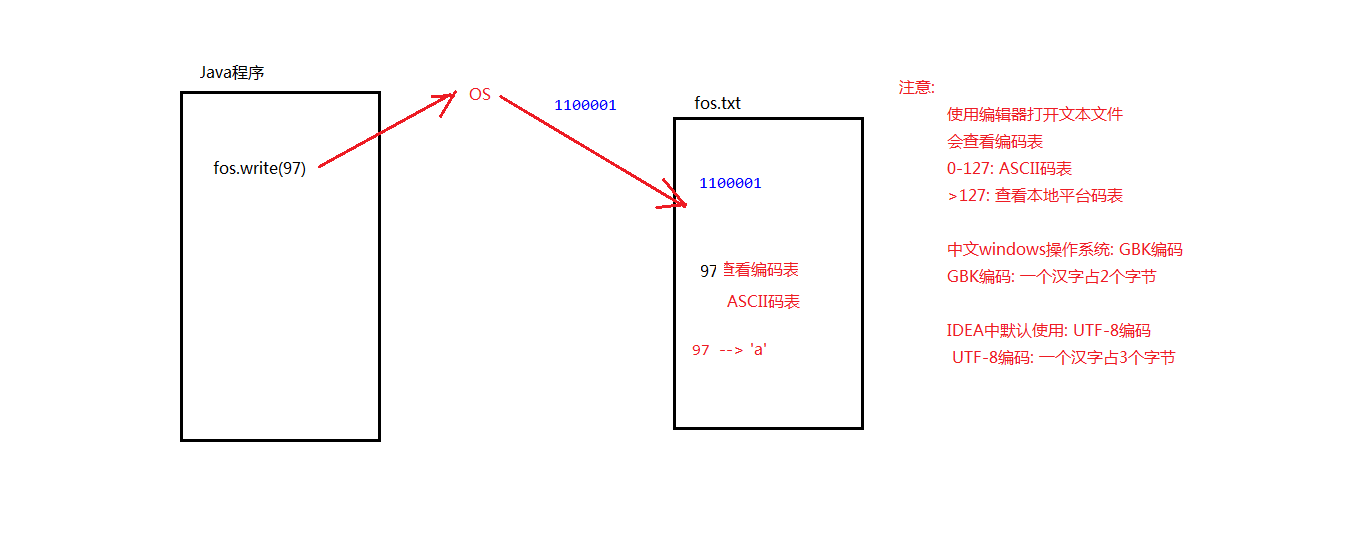 Java程序
fos.write(97)
OS
1100001
fos.txt
1100001
97 查看编码表
ASCII码表
97 --> 'a'
注意:
使用编辑器打开文本文件
会查看编码表
0-127: ASCII码表
>127: 查看本地平台码表
中文windows操作系统: GBK编码
GBK编码: 一个汉字占2个字节
IDEA中默认使用: UTF-8编码
UTF-8编码: 一个汉字占3个字节